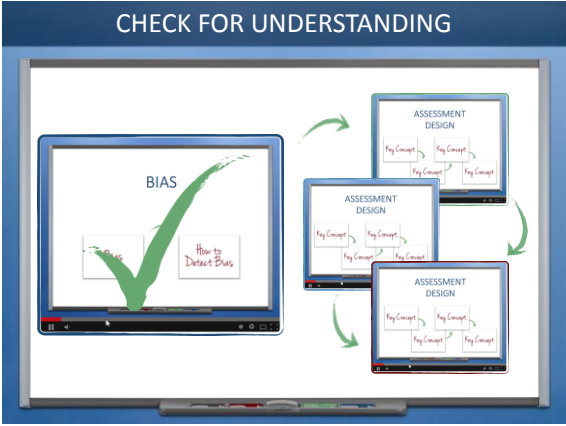 CHECK FOR UNDERSTANDING
BIAS
Bias
How to
Detect Bias
ASSESSMENT
DESIGN
Key Concept
Key Concept
Key Concept
Key Concept
ASSESSMENT
DESIGN
Key Concept
Key Concept
Key Concept
Key Concept
ASSESSMENT
DESIGN
Key Concept
Key Concept
Key Concept
Key Concept